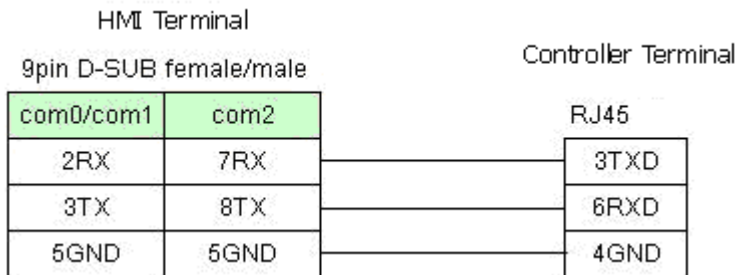 HMI Terminal
9pin D-SUB female/male
Controller Terminal
com0/com1 com2 RJ45
2RX 7RX 3TXD
3TX 8TX 6RXD
5GND 5GND 4GND